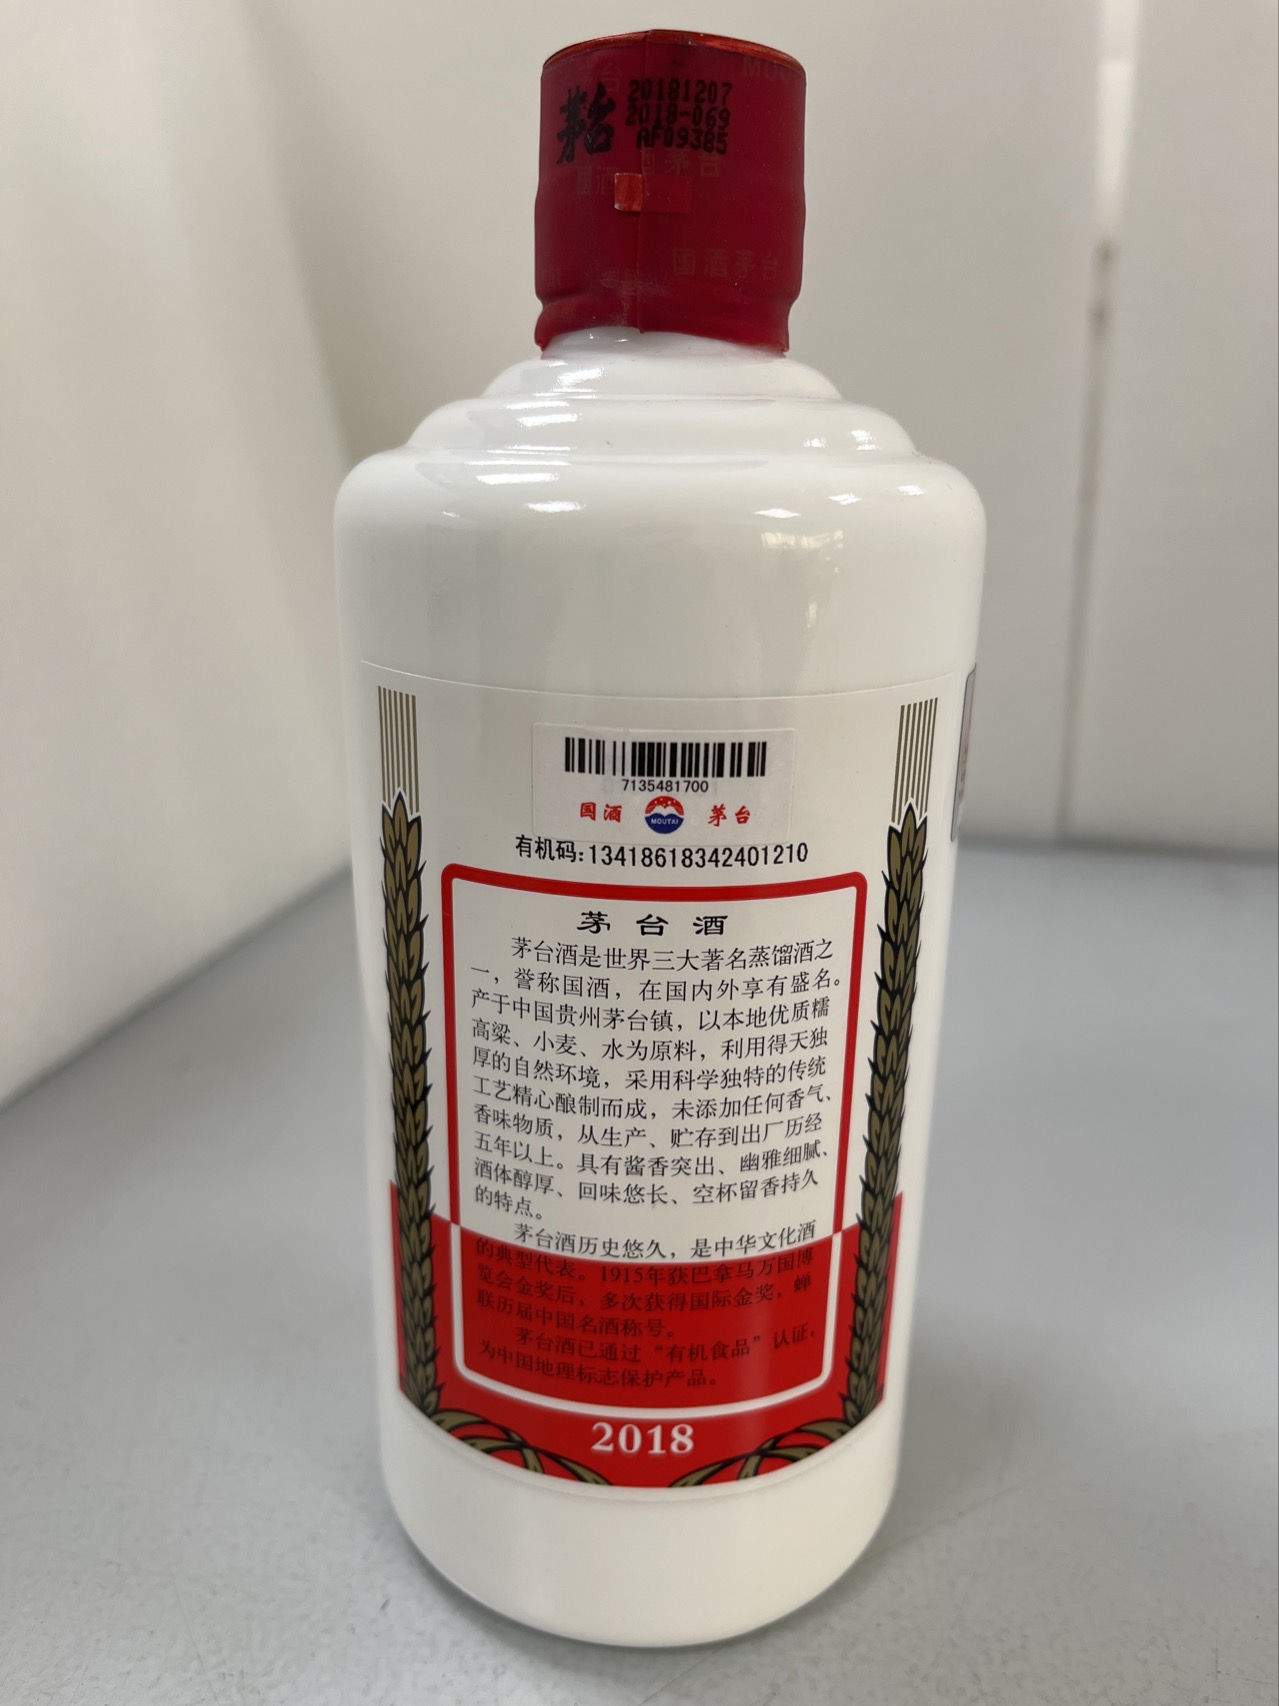 茅台
20181207
2018-069
AF09385
国酒茅台
7135481700
国酒 MOUTAI 茅台
有机码:13418618342401210
茅台酒
茅台酒是世界三大著名蒸馏酒之
一，誉称国酒，在国内外享有盛名。
产于中国贵州茅台镇，以本地优质糯
高粱、小麦、水为原料，利用得天独
厚的自然环境，采用科学独特的传统
工艺精心酿制而成，未添加任何香气、
香味物质，从生产、贮存到出厂历经
五年以上。具有酱香突出、幽雅细腻、
酒体醇厚、回味悠长、空杯留香持久
的特点。
茅台酒历史悠久，是中华文化酒
的典型代表。1915年获巴拿马万国博
览会金奖后，多次获得国际金奖，蝉
联历届中国名酒称号。
茅台酒已通过“有机食品”认证，
为中国地理标志保护产品。
2018